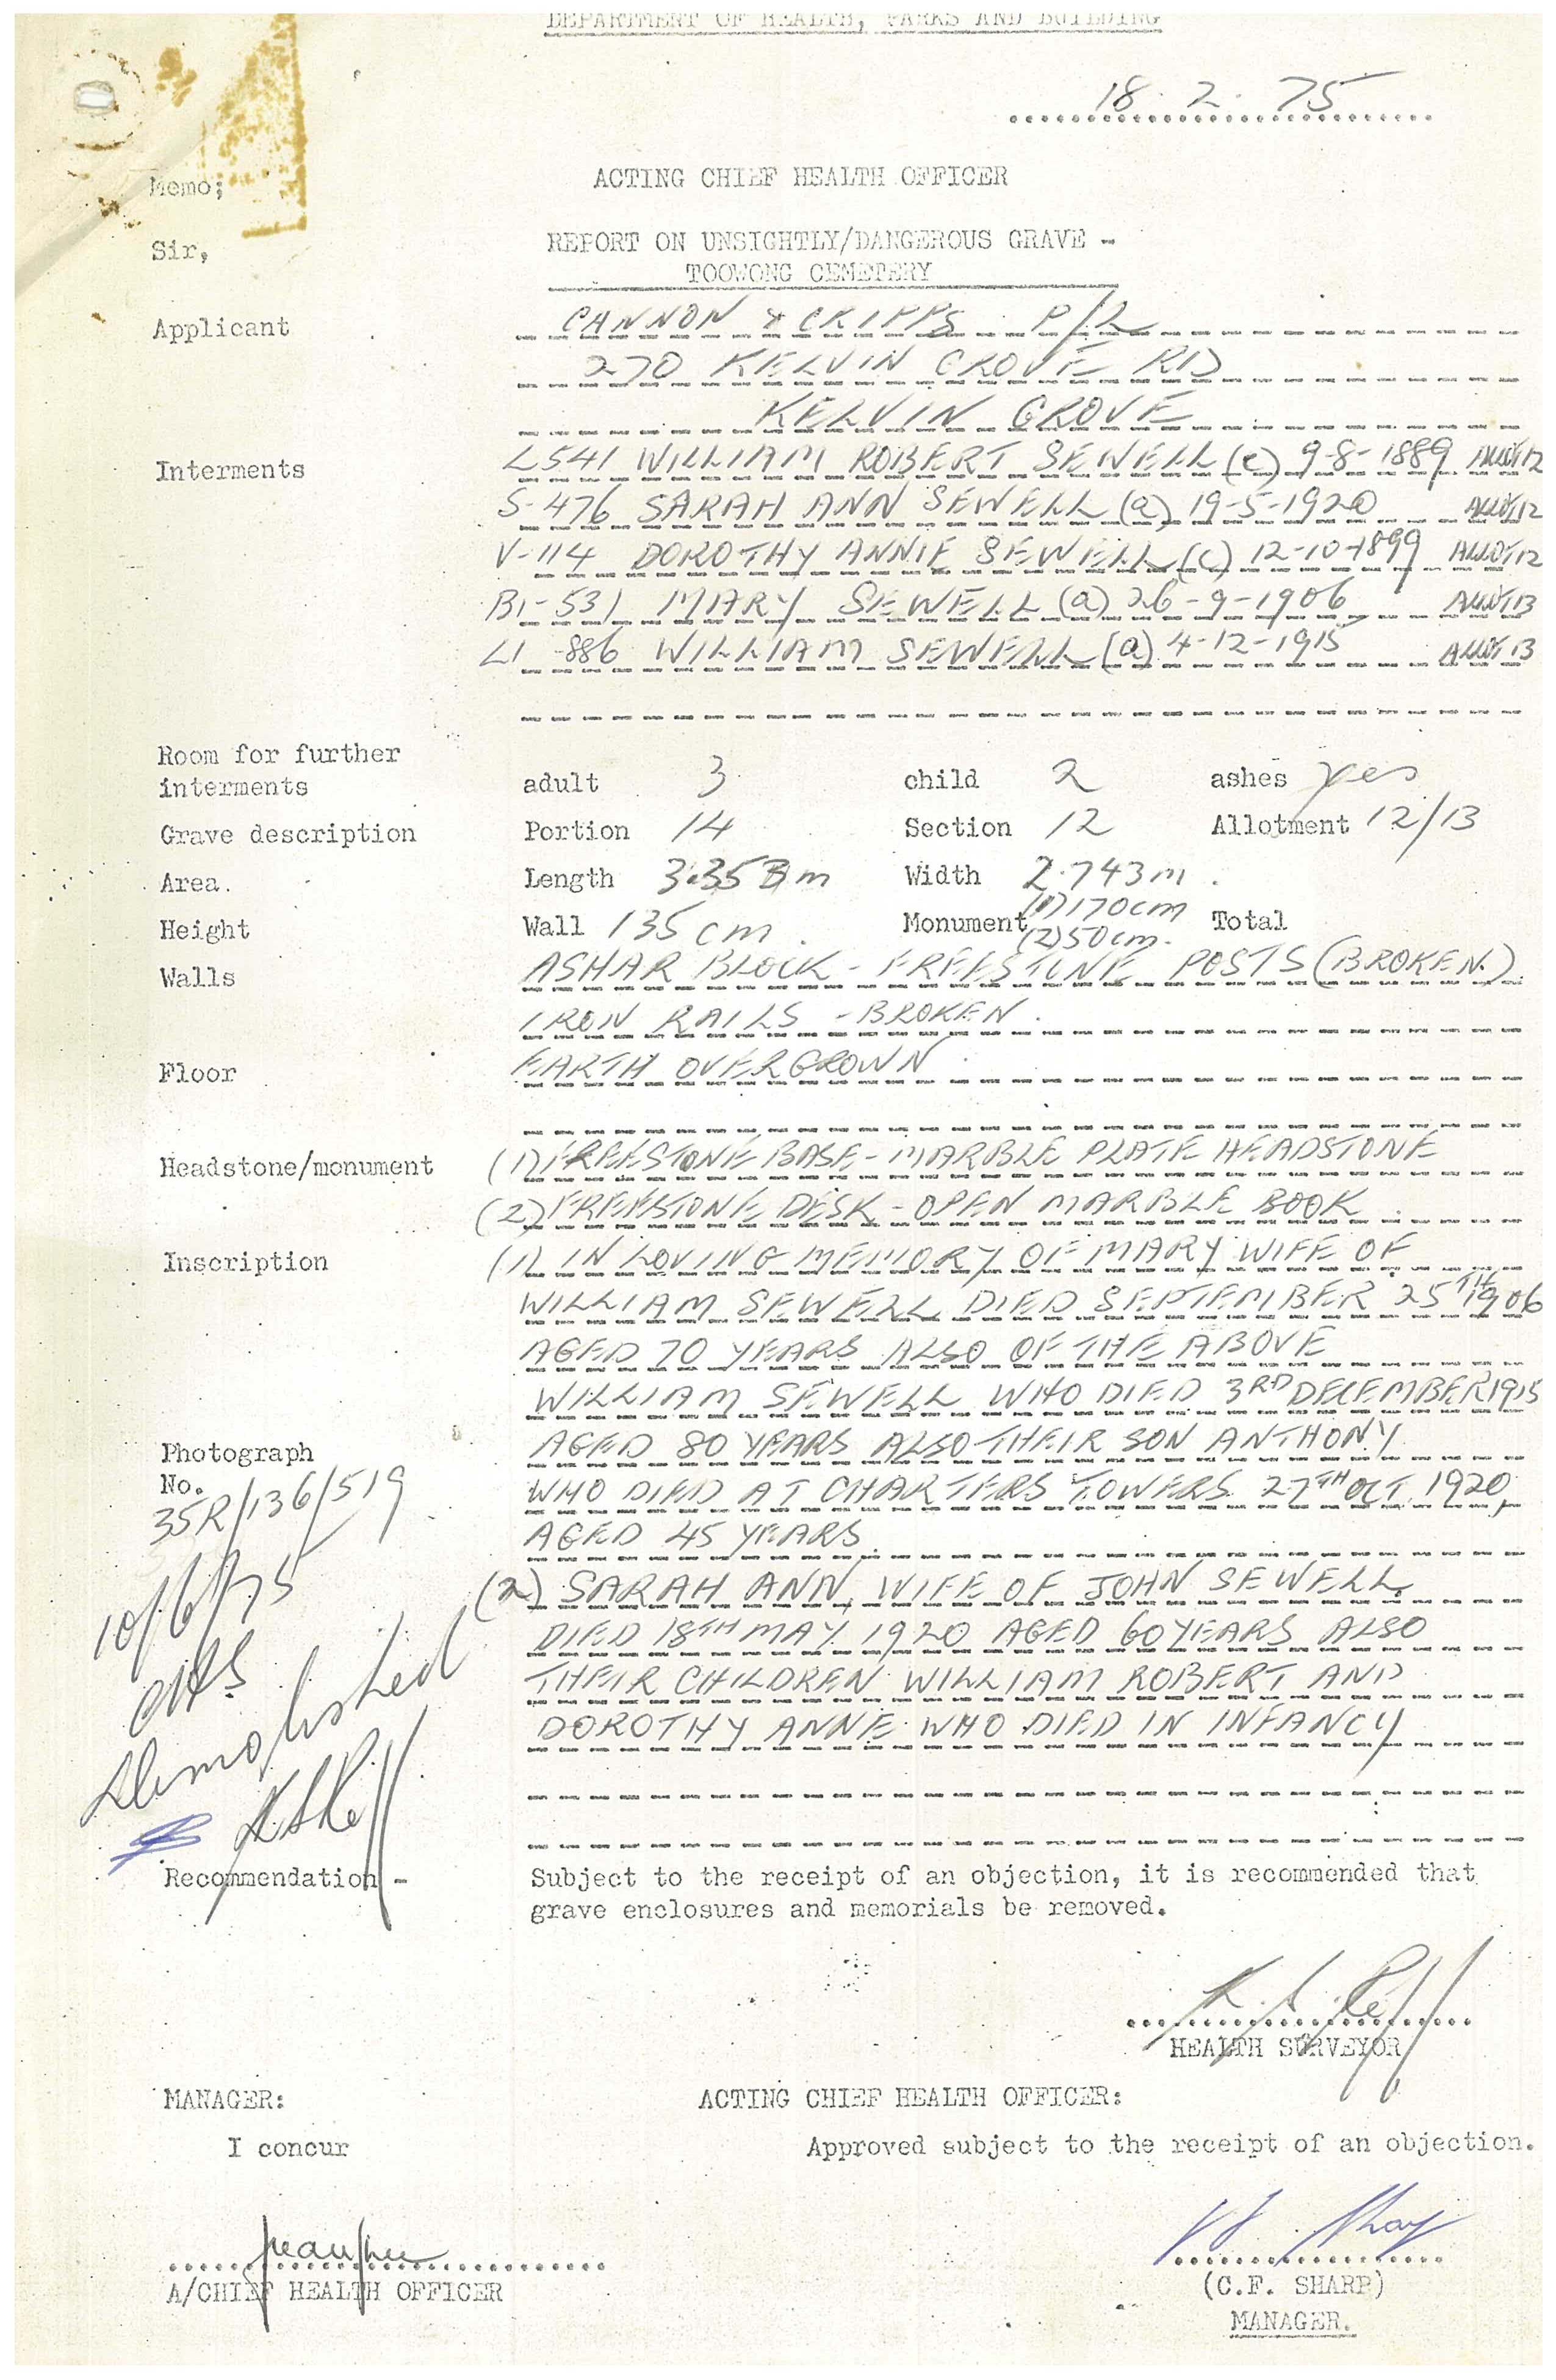 DEPARTMENT OF HEALTH, PARKS AND BUILDING
18. 2. 75
Memo;
ACTING CHIEF HEALTH OFFICER
Sir,
REPORT ON UNSIGHTLY/DANGEROUS GRAVE -
TOOWONG CEMETERY
Applicant CANNON & CRIPPS P/L
270 KELVIN GROVE RD
KELVIN GROVE
Interments L541 WILLIAM ROBERT SEWELL (c) 9-8-1889 ALLOT 12
S-476 SARAH ANN SEWELL (a) 19-5-1920 ALLOT 12
V-114 DOROTHY ANNIE SEWELL (c) 12-10-1899 ALLOT 12
B1-531 MARY SEWELL (a) 26-9-1906 ALLOT 13
L1-886 WILLIAM SEWELL (a) 4-12-1915 ALLOT 13
Room for further
interments adult 3 child 2 ashes yes
Grave description Portion 14 Section 12 Allotment 12/13
Area. Length 3.353m Width 2.743m.
Height Wall 135cm. Monument (1) 170cm Total
(2) 50cm.
Walls ASHAR BLOCK - FREESTONE POSTS (BROKEN).
IRON RAILS - BROKEN.
Floor EARTH OVERGROWN.
Headstone/monument (1) FREESTONE BASE - MARBLE PLATE HEADSTONE
(2) FREESTONE DESK - OPEN MARBLE BOOK.
Inscription (1) IN LOVING MEMORY OF MARY WIFE OF
WILLIAM SEWELL DIED SEPTEMBER 25TH 1906
AGED 70 YEARS ALSO OF THE ABOVE
WILLIAM SEWELL WHO DIED 3RD DECEMBER 1915
Photograph AGED 80 YEARS ALSO THEIR SON ANTHONY
No. WHO DIED AT CHARTERS TOWERS 27TH OCT. 1920,
35R/136/519 AGED 45 YEARS.
10/6/75 (2) SARAH ANN, WIFE OF JOHN SEWELL.
DIED 18TH MAY 1920 AGED 60 YEARS ALSO
THEIR CHILDREN WILLIAM ROBERT AND
DOROTHY ANNE WHO DIED IN INFANCY
demolished
Recommendation - Subject to the receipt of an objection, it is recommended that
grave enclosures and memorials be removed.
HEALTH SURVEYOR
MANAGER: ACTING CHIEF HEALTH OFFICER:
I concur Approved subject to the receipt of an objection.
A/CHIEF HEALTH OFFICER (C.F. SHARP)
MANAGER.